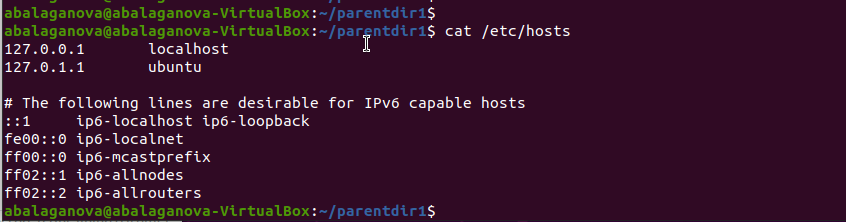 abalaganova@abalaganova-VirtualBox:~/parentdir1$
abalaganova@abalaganova-VirtualBox:~/parentdir1$ cat /etc/hosts
127.0.0.1       localhost
127.0.1.1       ubuntu

# The following lines are desirable for IPv6 capable hosts
::1     ip6-localhost ip6-loopback
fe00::0 ip6-localnet
ff00::0 ip6-mcastprefix
ff02::1 ip6-allnodes
ff02::2 ip6-allrouters
abalaganova@abalaganova-VirtualBox:~/parentdir1$